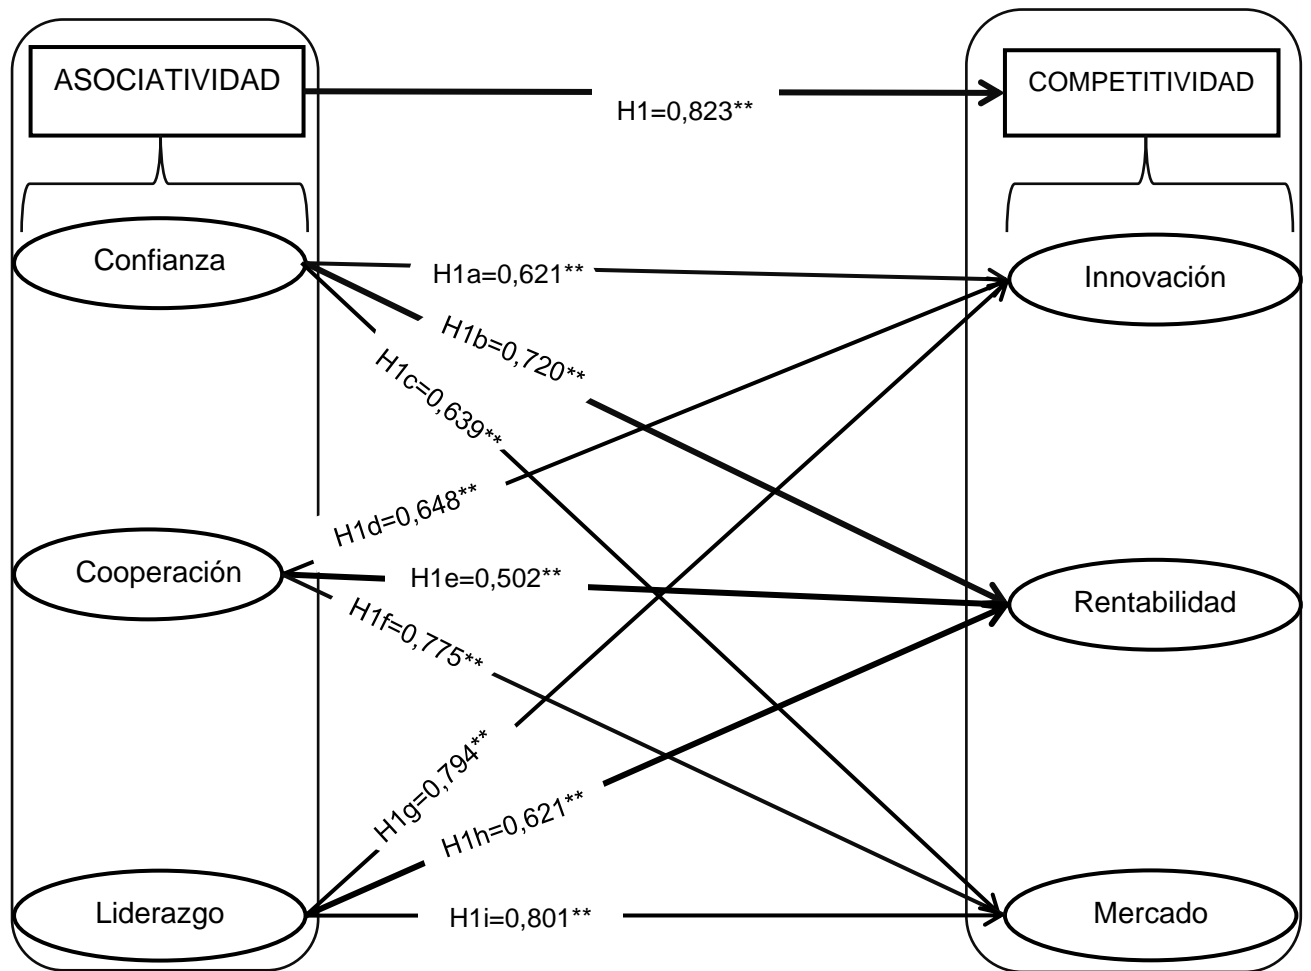 ASOCIATIVIDAD
COMPETITIVIDAD
H1=0,823**
Confianza
H1a=0,621**
Innovación
H1b=0,720**
H1c=0,639**
H1d=0,648**
Cooperación
H1e=0,502**
Rentabilidad
H1f=0,775**
H1g=0,794**
H1h=0,621**
Liderazgo
H1i=0,801**
Mercado